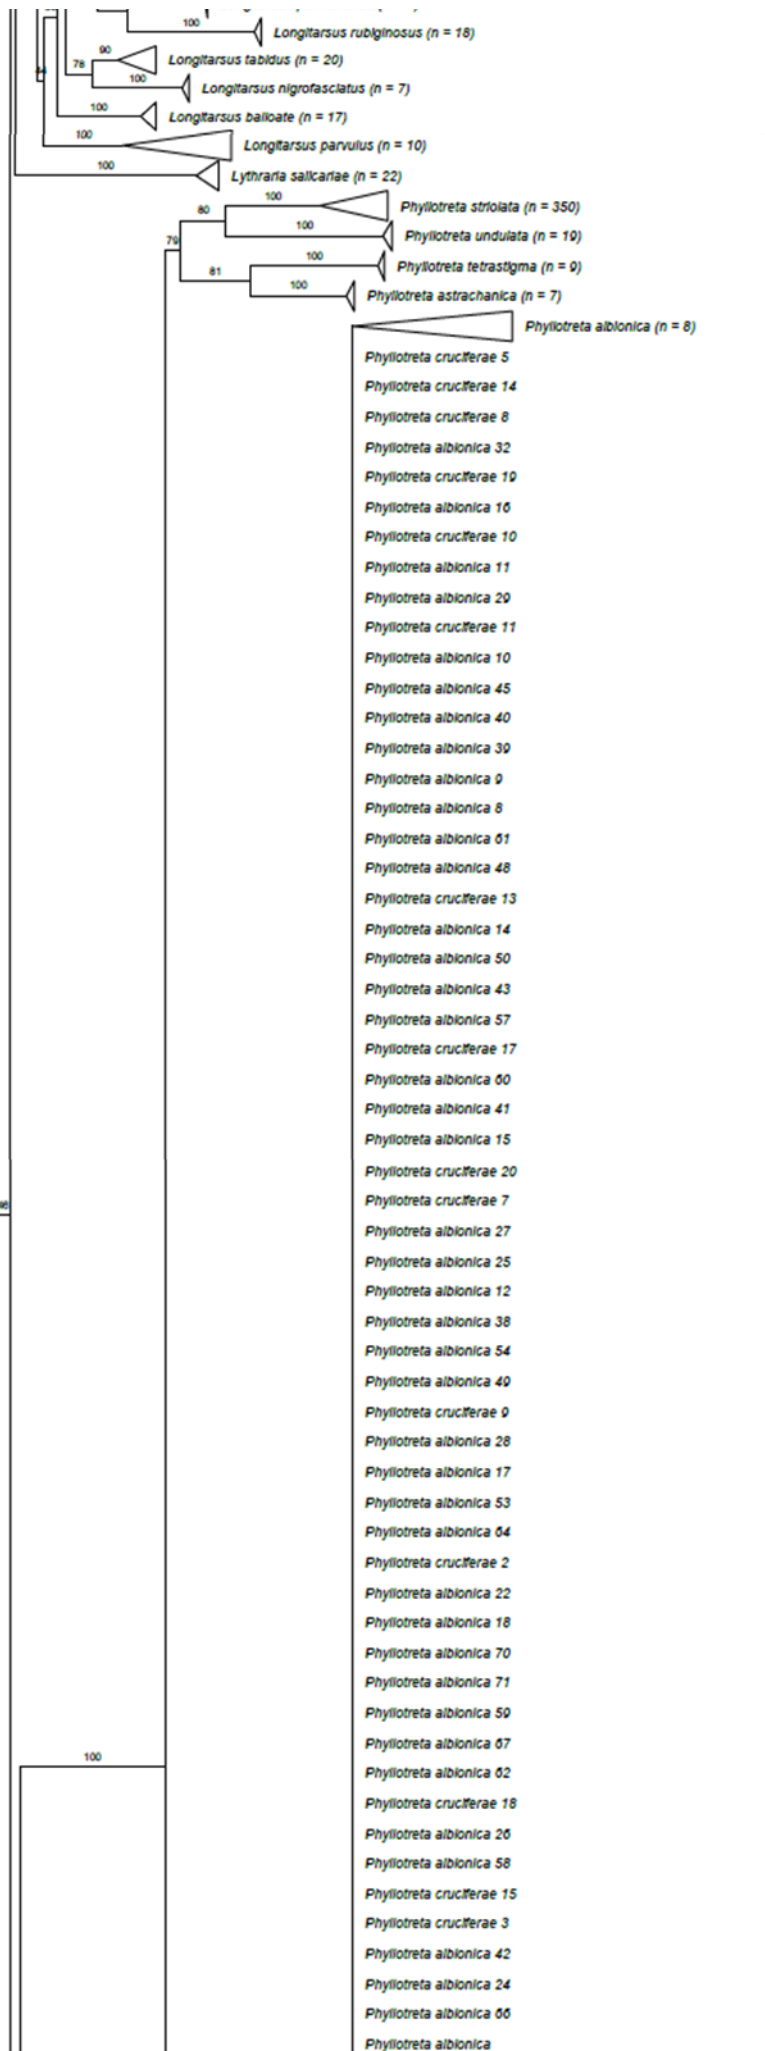 100
Longitarsus rubiginosus (n = 18)
90
Longitarsus tabidus (n = 20)
78
100
Longitarsus nigrofasciatus (n = 7)
100
Longitarsus balloate (n = 17)
100
Longitarsus parvulus (n = 10)
100
Lythraria salicariae (n = 22)
100
Phyllotreta striolata (n = 350)
80
100
Phyllotreta undulata (n = 19)
79
100
Phyllotreta tetrastigma (n = 9)
81
100
Phyllotreta astrachanica (n = 7)
Phyllotreta albionica (n = 8)
Phyllotreta cruciferae 5
Phyllotreta cruciferae 14
Phyllotreta cruciferae 8
Phyllotreta albionica 32
Phyllotreta cruciferae 19
Phyllotreta albionica 16
Phyllotreta cruciferae 10
Phyllotreta albionica 11
Phyllotreta albionica 29
Phyllotreta cruciferae 11
Phyllotreta albionica 10
Phyllotreta albionica 45
Phyllotreta albionica 40
Phyllotreta albionica 39
Phyllotreta albionica 9
Phyllotreta albionica 8
Phyllotreta albionica 61
Phyllotreta albionica 48
Phyllotreta cruciferae 13
Phyllotreta albionica 14
Phyllotreta albionica 50
Phyllotreta albionica 43
Phyllotreta albionica 57
Phyllotreta cruciferae 17
Phyllotreta albionica 60
Phyllotreta albionica 41
Phyllotreta albionica 15
Phyllotreta cruciferae 20
Phyllotreta cruciferae 7
Phyllotreta albionica 27
Phyllotreta albionica 25
Phyllotreta albionica 12
Phyllotreta albionica 38
Phyllotreta albionica 54
Phyllotreta albionica 49
Phyllotreta cruciferae 9
Phyllotreta albionica 28
Phyllotreta albionica 17
Phyllotreta albionica 53
Phyllotreta albionica 64
Phyllotreta cruciferae 2
Phyllotreta albionica 22
Phyllotreta albionica 18
Phyllotreta albionica 70
Phyllotreta albionica 71
Phyllotreta albionica 59
Phyllotreta albionica 67
100
Phyllotreta albionica 62
Phyllotreta cruciferae 18
Phyllotreta albionica 26
Phyllotreta albionica 58
Phyllotreta cruciferae 15
Phyllotreta cruciferae 3
Phyllotreta albionica 42
Phyllotreta albionica 24
Phyllotreta albionica 66
Phyllotreta albionica